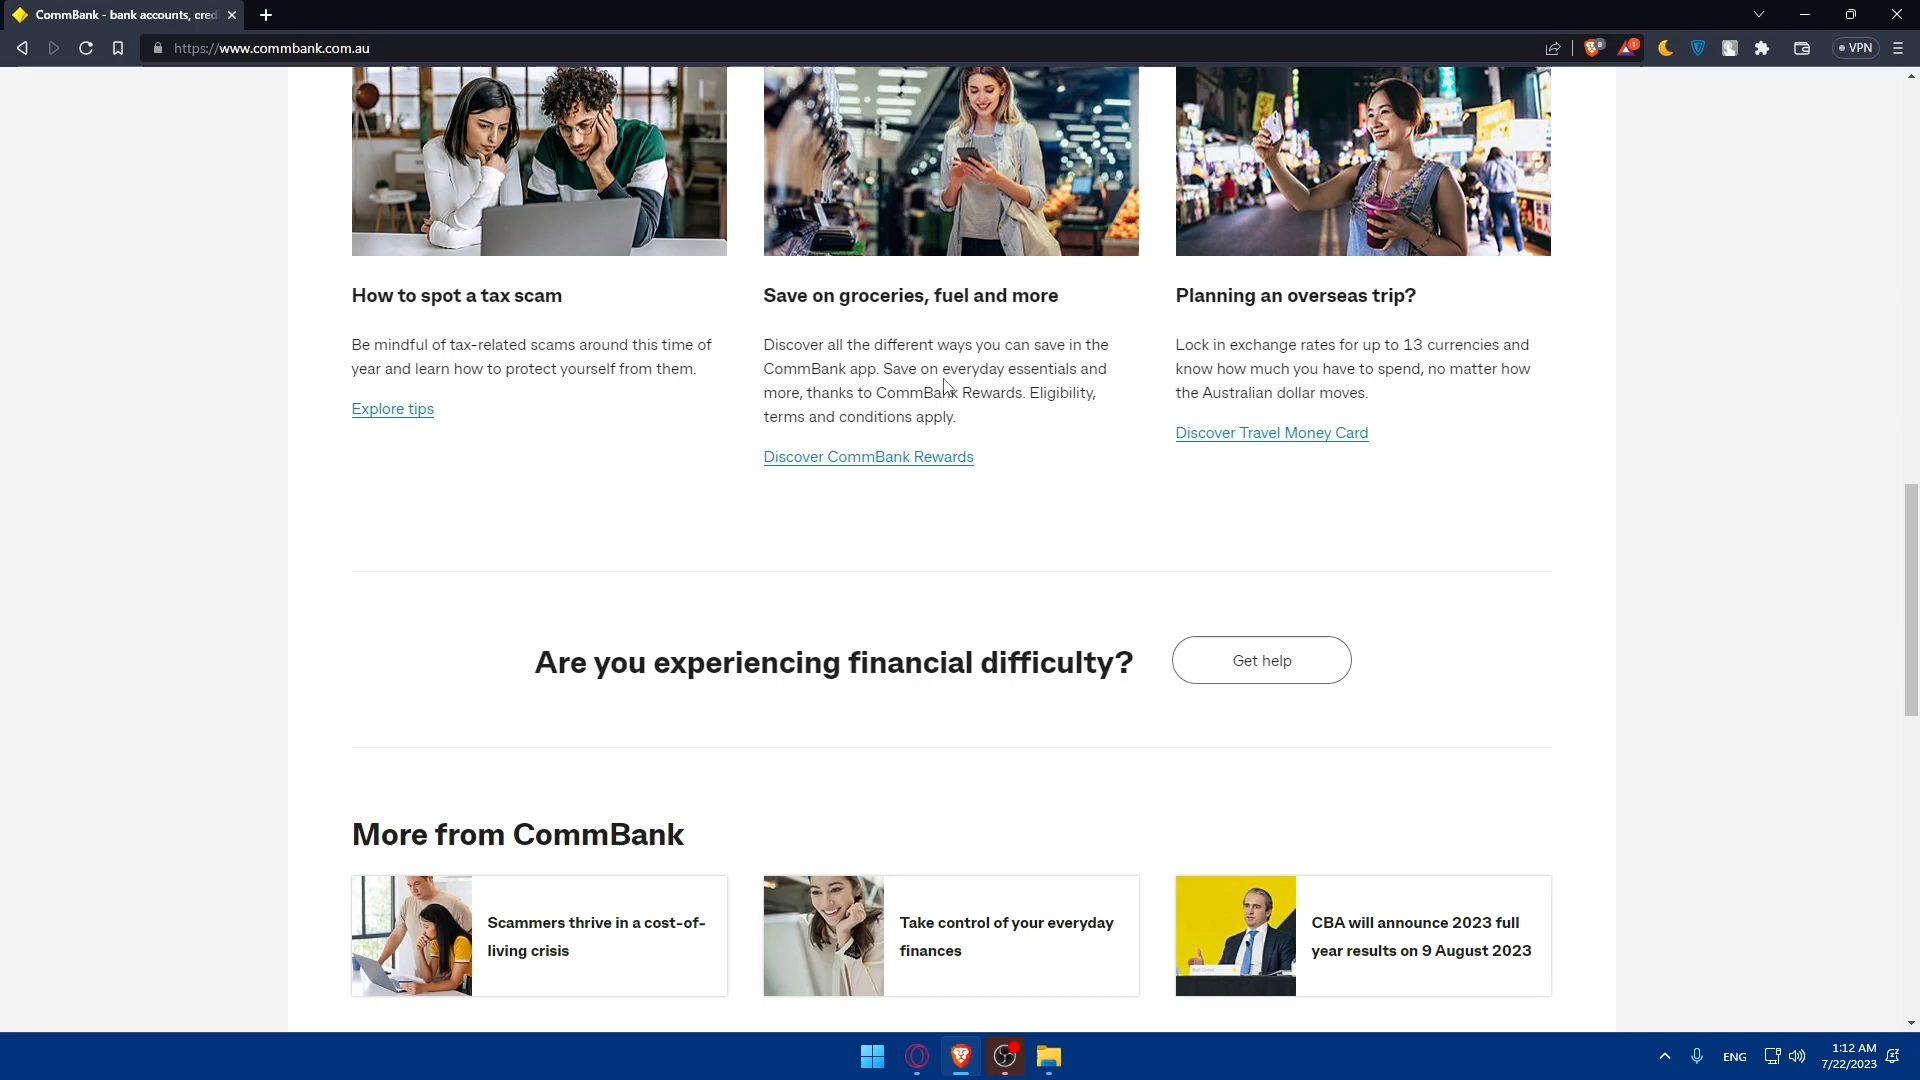 CommBank - bank accounts, cred
https://www.commbank.com.au
8
1
VPN
How to spot a tax scam
Be mindful of tax-related scams around this time of
year and learn how to protect yourself from them.
Explore tips
Save on groceries, fuel and more
Discover all the different ways you can save in the
CommBank app. Save on everyday essentials and
more, thanks to CommBank Rewards. Eligibility,
terms and conditions apply.
Discover CommBank Rewards
Planning an overseas trip?
Lock in exchange rates for up to 13 currencies and
know how much you have to spend, no matter how
the Australian dollar moves.
Discover Travel Money Card
Are you experiencing financial difficulty?
Get help
More from CommBank
Scammers thrive in a cost-of-
living crisis
Take control of your everyday
finances
CBA will announce 2023 full
year results on 9 August 2023
ENG
1:12 AM
7/22/2023